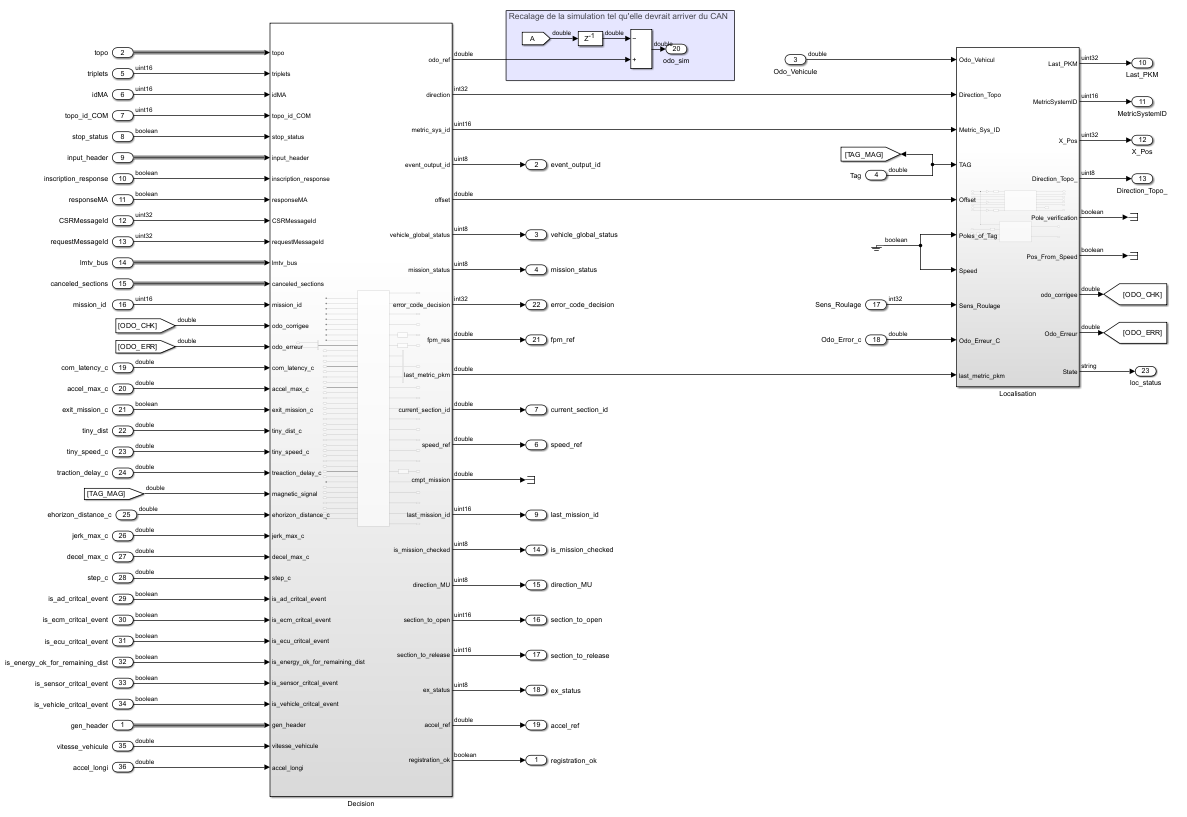 Recalage de la simulation tel qu'elle devrait arriver du CAN
A
double
Z-1
double
−
+
double
20
odo_sim
topo
2
topo
triplets
5
uint16
triplets
idMA
6
uint16
idMA
topo_id_COM
7
uint16
topo_id_COM
stop_status
8
boolean
stop_status
input_header
9
input_header
inscription_response
10
boolean
inscription_response
responseMA
11
boolean
responseMA
CSRMessageId
12
uint32
CSRMessageId
requestMessageId
13
uint32
requestMessageId
lmtv_bus
14
lmtv_bus
canceled_sections
15
canceled_sections
mission_id
16
uint16
mission_id
[ODO_CHK]
double
odo_corrigee
[ODO_ERR]
double
odo_erreur
com_latency_c
19
double
com_latency_c
accel_max_c
20
double
accel_max_c
exit_mission_c
21
boolean
exit_mission_c
tiny_dist
22
double
tiny_dist_c
tiny_speed_c
23
double
tiny_speed_c
traction_delay_c
24
double
treaction_delay_c
[TAG_MAG]
double
magnetic_signal
ehorizon_distance_c
25
double
ehorizon_distance_c
jerk_max_c
26
double
jerk_max_c
decel_max_c
27
double
decel_max_c
step_c
28
double
step_c
is_ad_critcal_event
29
boolean
is_ad_critcal_event
is_ecm_critcal_event
30
boolean
is_ecm_critcal_event
is_ecu_critcal_event
31
boolean
is_ecu_critcal_event
is_energy_ok_for_remaining_dist
32
boolean
is_energy_ok_for_remaining_dist
is_sensor_critcal_event
33
boolean
is_sensor_critcal_event
is_vehicle_critcal_event
34
boolean
is_vehicle_critcal_event
gen_header
1
gen_header
vitesse_vehicule
35
double
vitesse_vehicule
accel_longi
36
double
accel_longi
Decision
odo_ref
double
direction
int32
metric_sys_id
uint16
event_output_id
uint8
2
event_output_id
offset
double
vehicle_global_status
uint8
3
vehicle_global_status
mission_status
uint8
4
mission_status
error_code_decision
int32
22
error_code_decision
fpm_res
double
21
fpm_ref
last_metric_pkm
double
current_section_id
double
7
current_section_id
speed_ref
double
6
speed_ref
cmpt_mission
double
last_mission_id
uint16
9
last_mission_id
is_mission_checked
uint8
14
is_mission_checked
direction_MU
uint8
15
direction_MU
section_to_open
uint16
16
section_to_open
section_to_release
uint16
17
section_to_release
ex_status
uint8
18
ex_status
accel_ref
double
19
accel_ref
registration_ok
boolean
1
registration_ok
3
double
Odo_Vehicule
Odo_Vehicul
Direction_Topo
Metric_Sys_ID
[TAG_MAG]
Tag
4
double
TAG
Offset
boolean
Poles_of_Tag
Speed
Sens_Roulage
17
int32
Sens_Roulage
Odo_Error_c
18
double
Odo_Erreur_C
last_metric_pkm
Localisation
Last_PKM
uint32
10
Last_PKM
MetricSystemID
uint16
11
MetricSystemID
X_Pos
uint32
12
X_Pos
Direction_Topo_
uint8
13
Direction_Topo_
Pole_verification
boolean
Pos_From_Speed
boolean
odo_corrigee
double
[ODO_CHK]
Odo_Erreur
double
[ODO_ERR]
State
string
23
loc_status